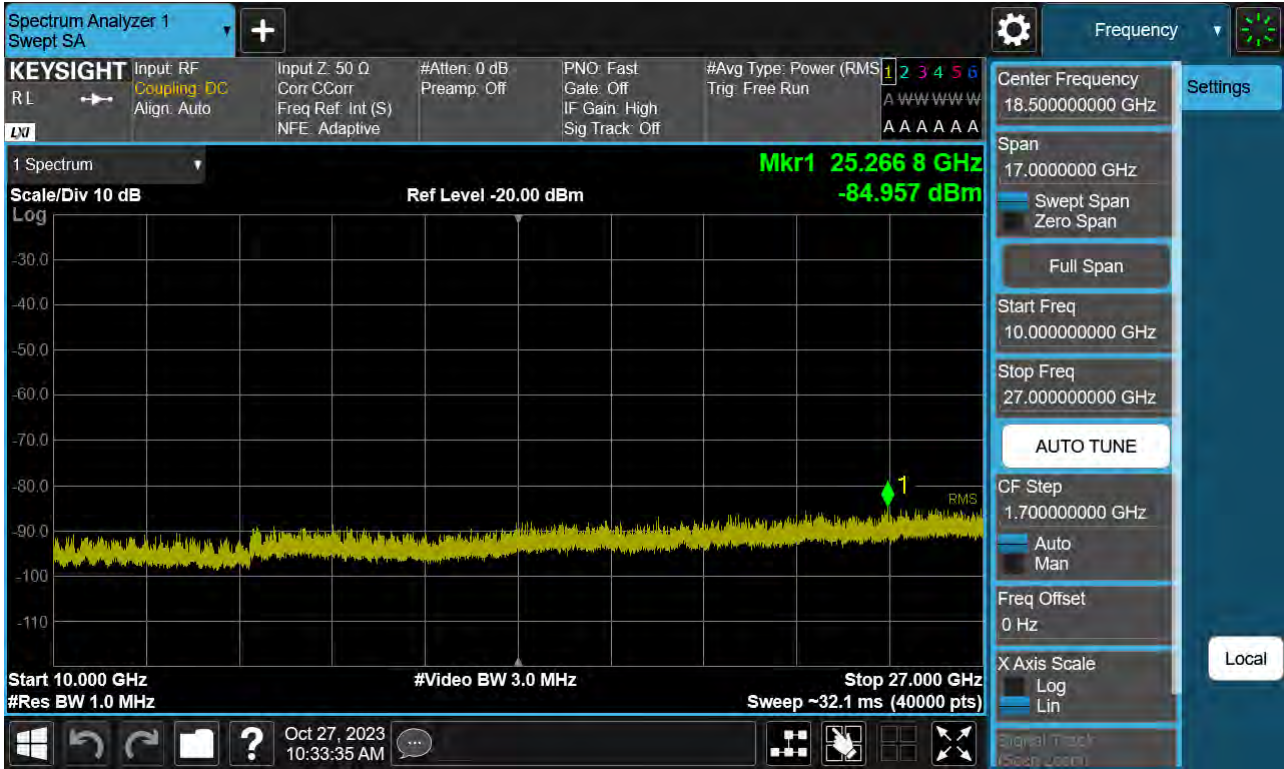 Spectrum Analyzer 1
Swept SA
Frequency
KEYSIGHT
RL
LXI
Input: RF
Coupling: DC
Align: Auto
Input Z: 50 Ω
Corr CCorr
Freq Ref: Int (S)
NFE: Adaptive
#Atten: 0 dB
Preamp: Off
PNO: Fast
Gate: Off
IF Gain: High
Sig Track: Off
#Avg Type: Power (RMS
Trig: Free Run
1 2 3 4 5 6
A W W W W W
A A A A A A
1 Spectrum
Scale/Div 10 dB
Log
Ref Level -20.00 dBm
Mkr1 25.266 8 GHz
-84.957 dBm
-30.0
-40.0
-50.0
-60.0
-70.0
-80.0
-90.0
-100
-110
1
RMS
Start 10.000 GHz
#Res BW 1.0 MHz
#Video BW 3.0 MHz
Stop 27.000 GHz
Sweep ~32.1 ms (40000 pts)
Center Frequency
18.500000000 GHz
Settings
Span
17.0000000 GHz
Swept Span
Zero Span
Full Span
Start Freq
10.000000000 GHz
Stop Freq
27.000000000 GHz
AUTO TUNE
CF Step
1.700000000 GHz
Auto
Man
Freq Offset
0 Hz
X Axis Scale
Log
Lin
Signal Track
(Span Zoom)
Local
?
Oct 27, 2023
10:33:35 AM